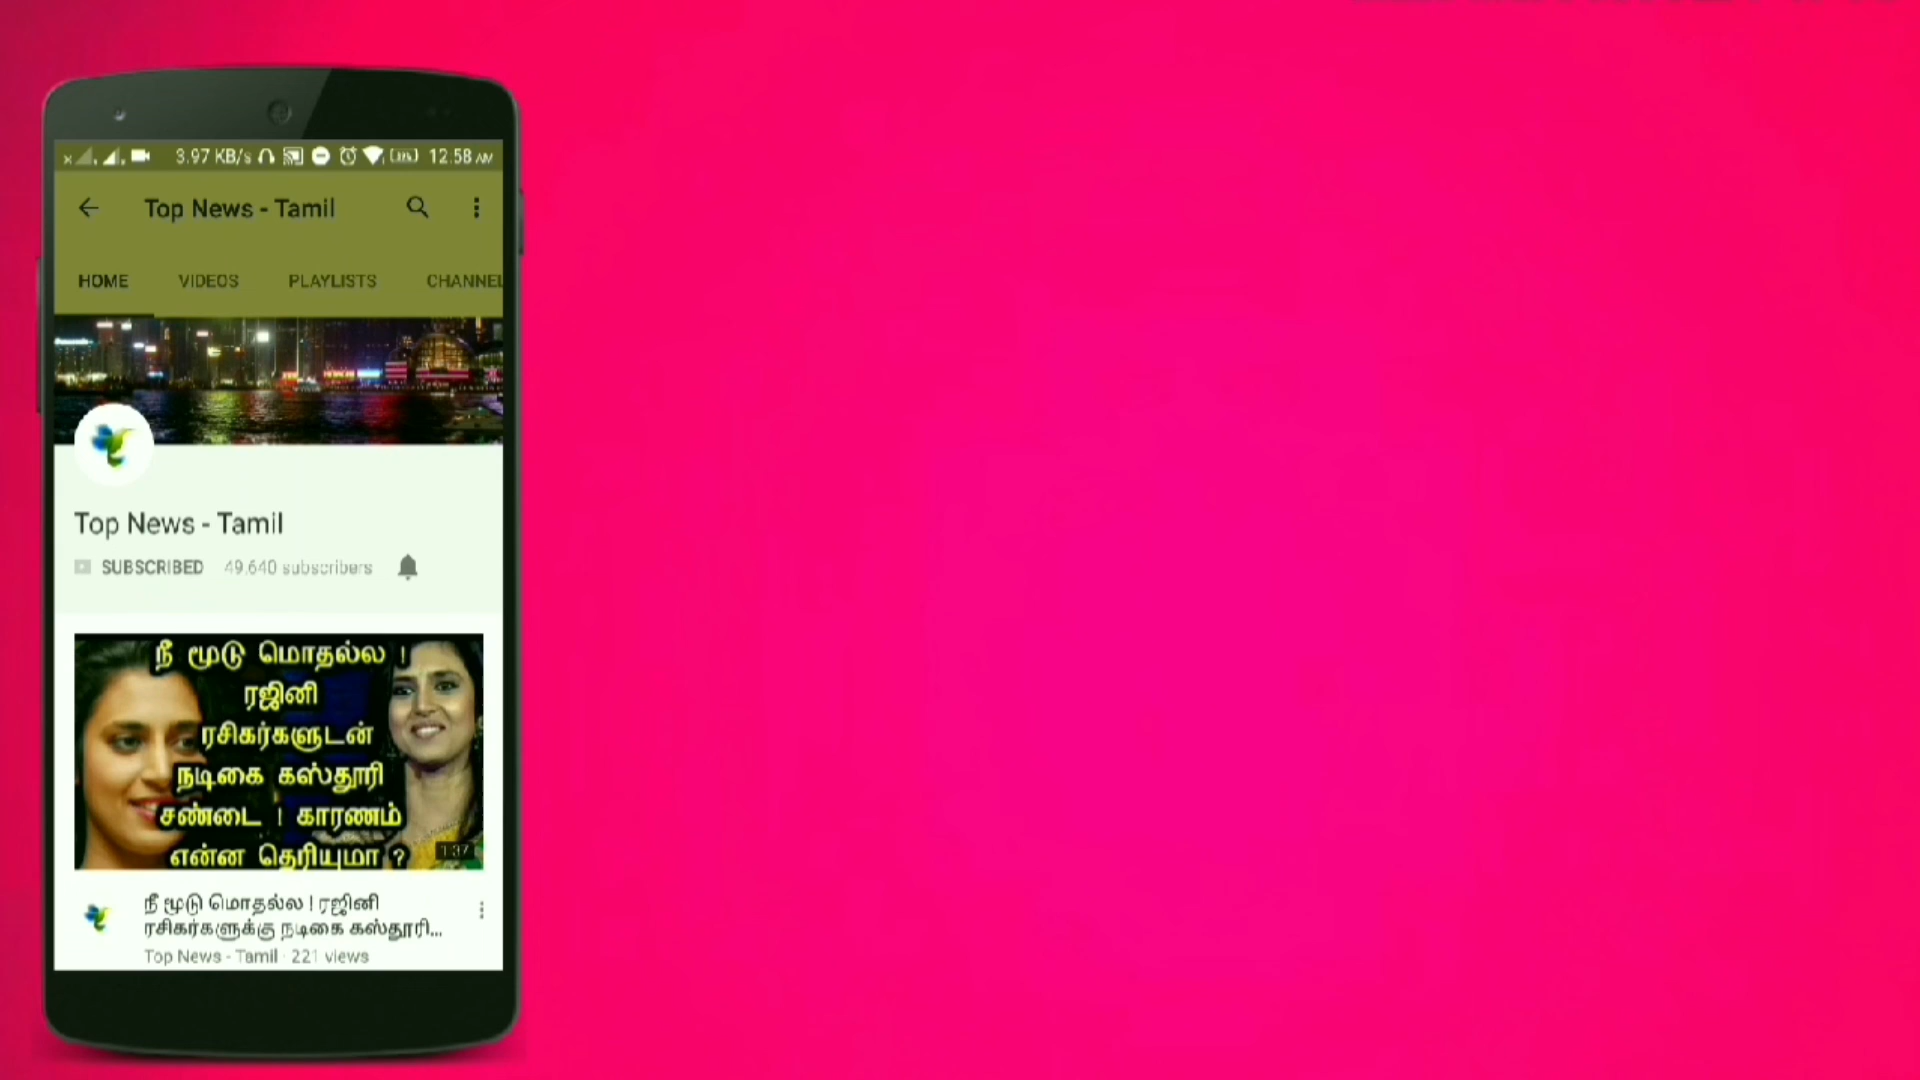 3.97 KB/s 12.58 AM
Top News - Tamil
HOME VIDEOS PLAYLISTS CHANNEL
Top News - Tamil
SUBSCRIBED 49,640 subscribers
நீ மூடு மொதல்ல !
ரஜினி
ரசிகர்களுடன்
நடிகை கஸ்தூரி
சண்டை ! காரணம்
என்ன தெரியுமா ?
1:37
நீ மூடு மொதல்ல ! ரஜினி
ரசிகர்களுக்கு நடிகை கஸ்தூரி...
Top News - Tamil · 221 views